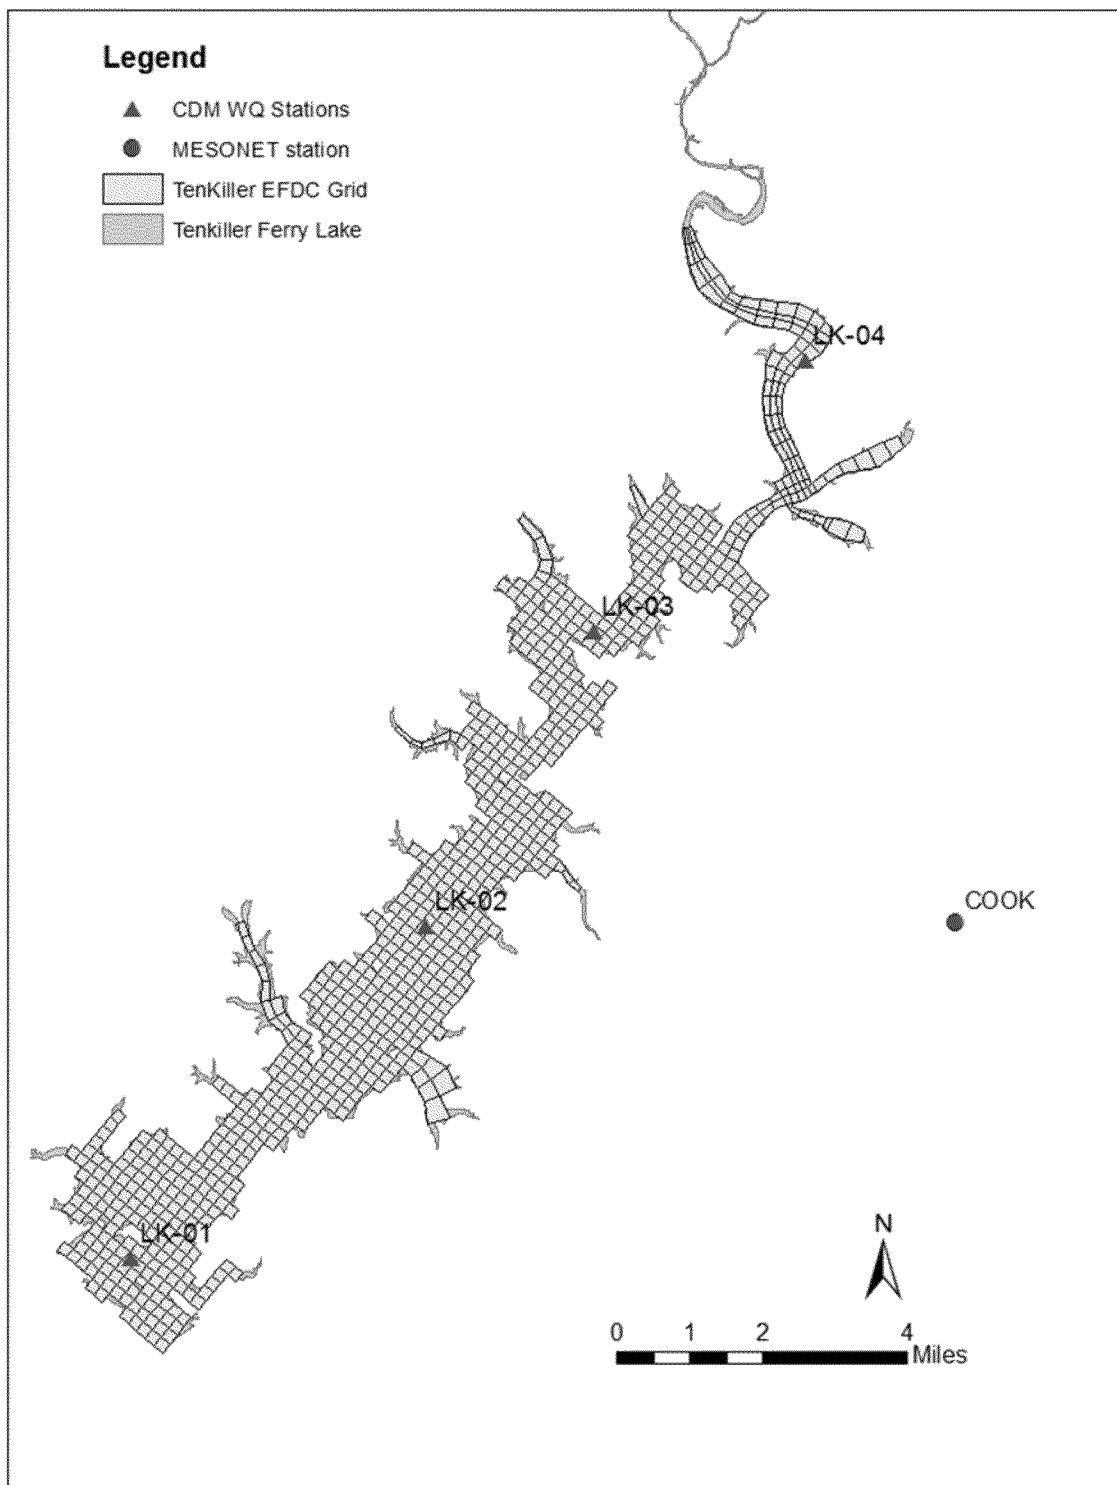 Legend
CDM WQ Stations
MESONET station
TenKiller EFDC Grid
Tenkiller Ferry Lake
LK-04
LK-03
LK-02
COOK
LK-01
N
0 1 2 4
Miles